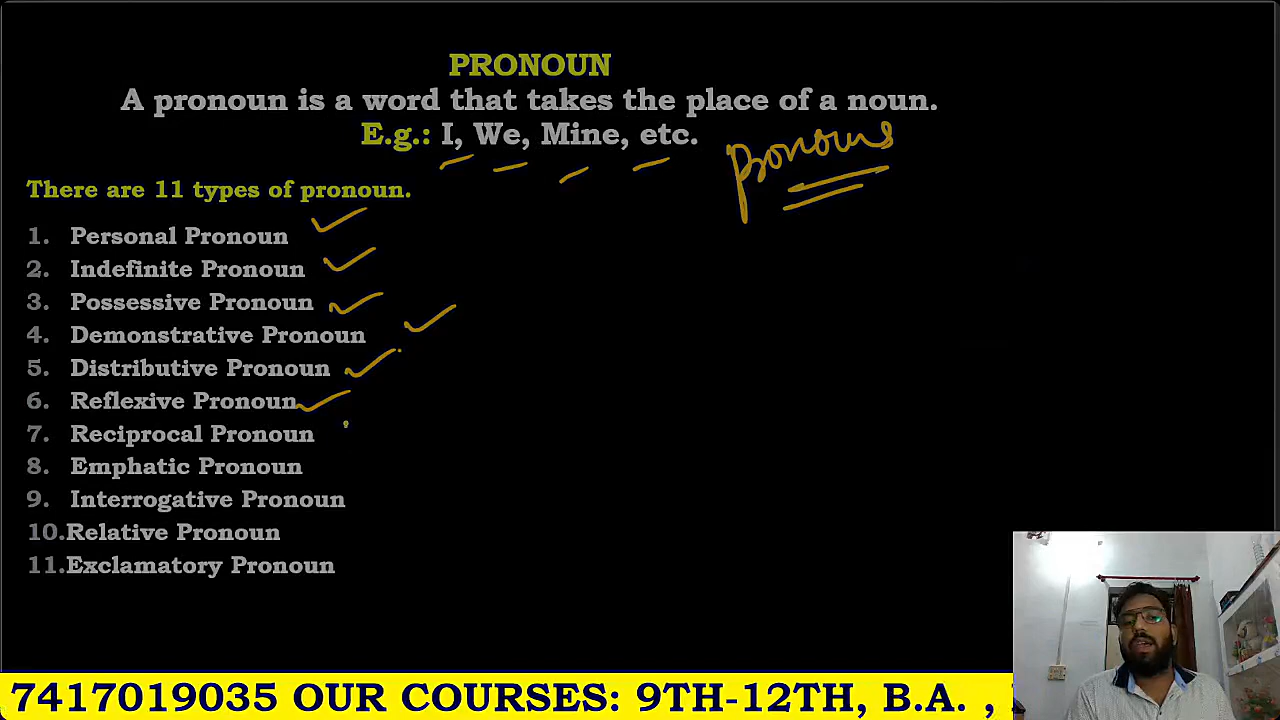 PRONOUN
A pronoun is a word that takes the place of a noun.
E.g.: I, We, Mine, etc.
pronouns
There are 11 types of pronoun.
1. Personal Pronoun
2. Indefinite Pronoun
3. Possessive Pronoun
4. Demonstrative Pronoun
5. Distributive Pronoun
6. Reflexive Pronoun
7. Reciprocal Pronoun
8. Emphatic Pronoun
9. Interrogative Pronoun
10.Relative Pronoun
11.Exclamatory Pronoun
7417019035 OUR COURSES: 9TH-12TH, B.A. ,